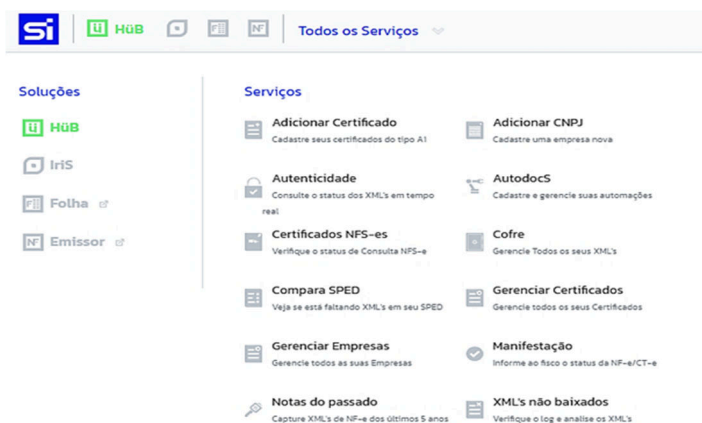 Si HüB Todos os Serviços
Soluções
HüB
IriS
Folha
Emissor
Serviços
Adicionar Certificado
Cadastre seus certificados do tipo A1
Adicionar CNPJ
Cadastre uma empresa nova
Autenticidade
Consulte o status dos XML's em tempo
real
AutodocS
Cadastre e gerencie suas automações
Certificados NFS-es
Verifique o status de Consulta NFS-e
Cofre
Gerencie Todos os seus XML's
Compara SPED
Veja se está faltando XML's em seu SPED
Gerenciar Certificados
Gerencie todos os seus Certificados
Gerenciar Empresas
Gerencie todos as suas Empresas
Manifestação
Informe ao fisco o status da NF-e/CT-e
Notas do passado
Capture XML's de NF-e dos últimos 5 anos
XML's não baixados
Verifique o log e analise os XML's